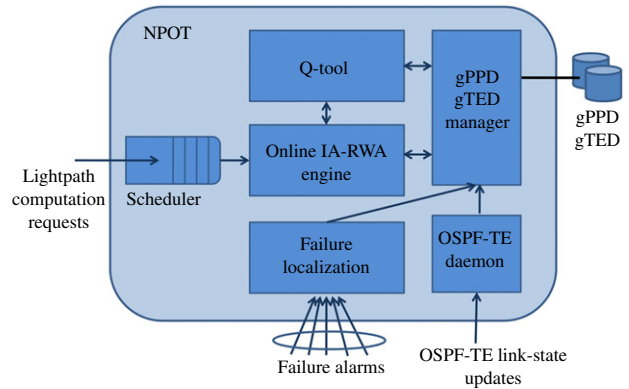 NPOT
Q-tool
gPPD
gTED
manager
gPPD
gTED
Online IA-RWA
engine
Lightpath
computation
requests
Scheduler
Failure
localization
OSPF-TE
daemon
Failure alarms
OSPF-TE link-state
updates